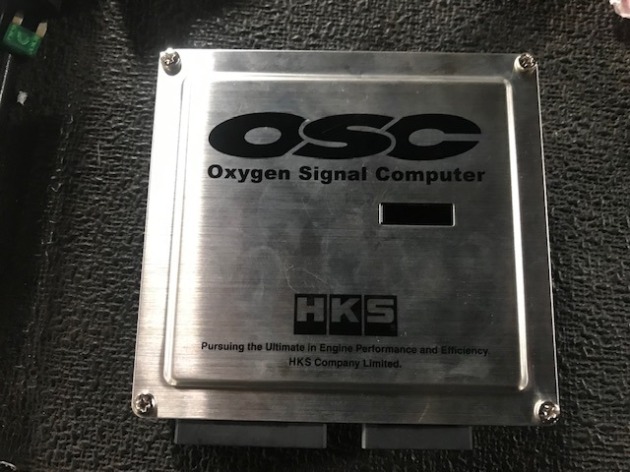 OSC
Oxygen Signal Computer
HKS
Pursuing the Ultimate in Engine Performance and Efficiency.
HKS Company Limited.